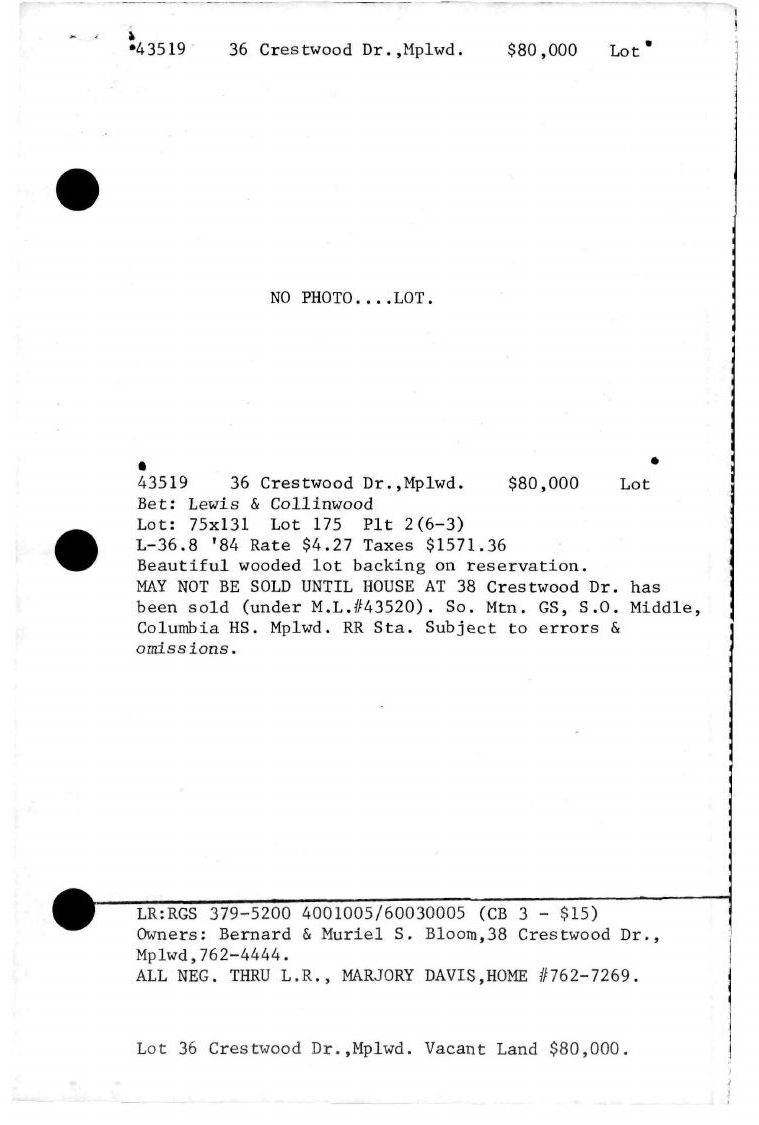 43519 36 Crestwood Dr.,Mplwd. $80,000 Lot
NO PHOTO....LOT.
43519 36 Crestwood Dr.,Mplwd. $80,000 Lot
Bet: Lewis & Collinwood
Lot: 75x131 Lot 175 Plt 2(6-3)
L-36.8 '84 Rate $4.27 Taxes $1571.36
Beautiful wooded lot backing on reservation.
MAY NOT BE SOLD UNTIL HOUSE AT 38 Crestwood Dr. has
been sold (under M.L.#43520). So. Mtn. GS, S.O. Middle,
Columbia HS. Mplwd. RR Sta. Subject to errors &
omissions.
LR:RGS 379-5200 4001005/60030005 (CB 3 - $15)
Owners: Bernard & Muriel S. Bloom,38 Crestwood Dr.,
Mplwd,762-4444.
ALL NEG. THRU L.R., MARJORY DAVIS,HOME #762-7269.
Lot 36 Crestwood Dr.,Mplwd. Vacant Land $80,000.